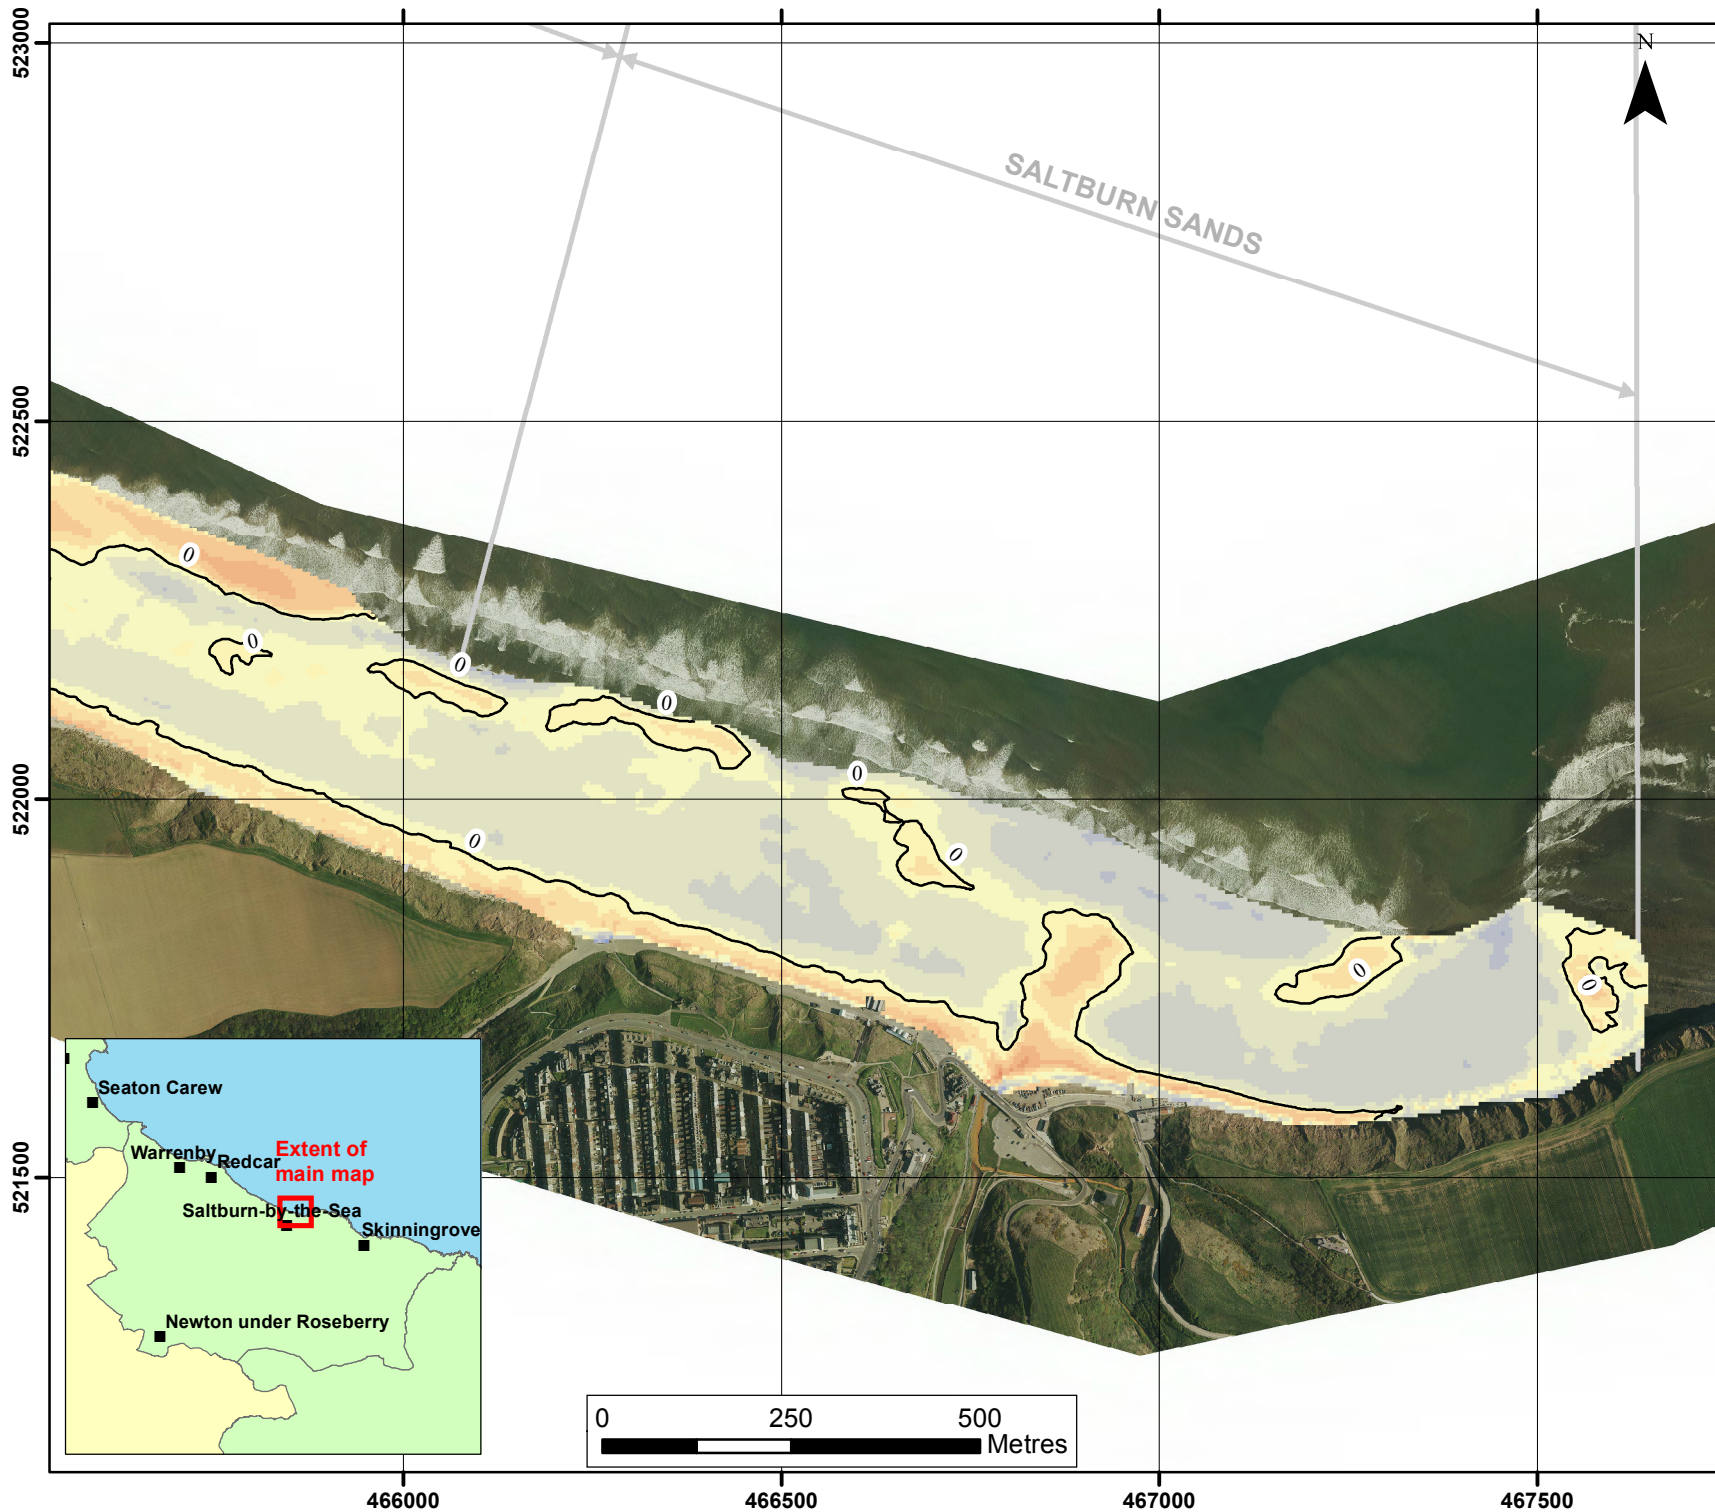 523000
522500
522000
521500
N
SALTBURN SANDS
0
0
0
0
0
0
0
0
0
Seaton Carew
Warrenby
Redcar
Extent of
main map
Saltburn-by-the-Sea
Skinningrove
Newton under Roseberry
0 250 500
Metres
466000 466500 467000 467500